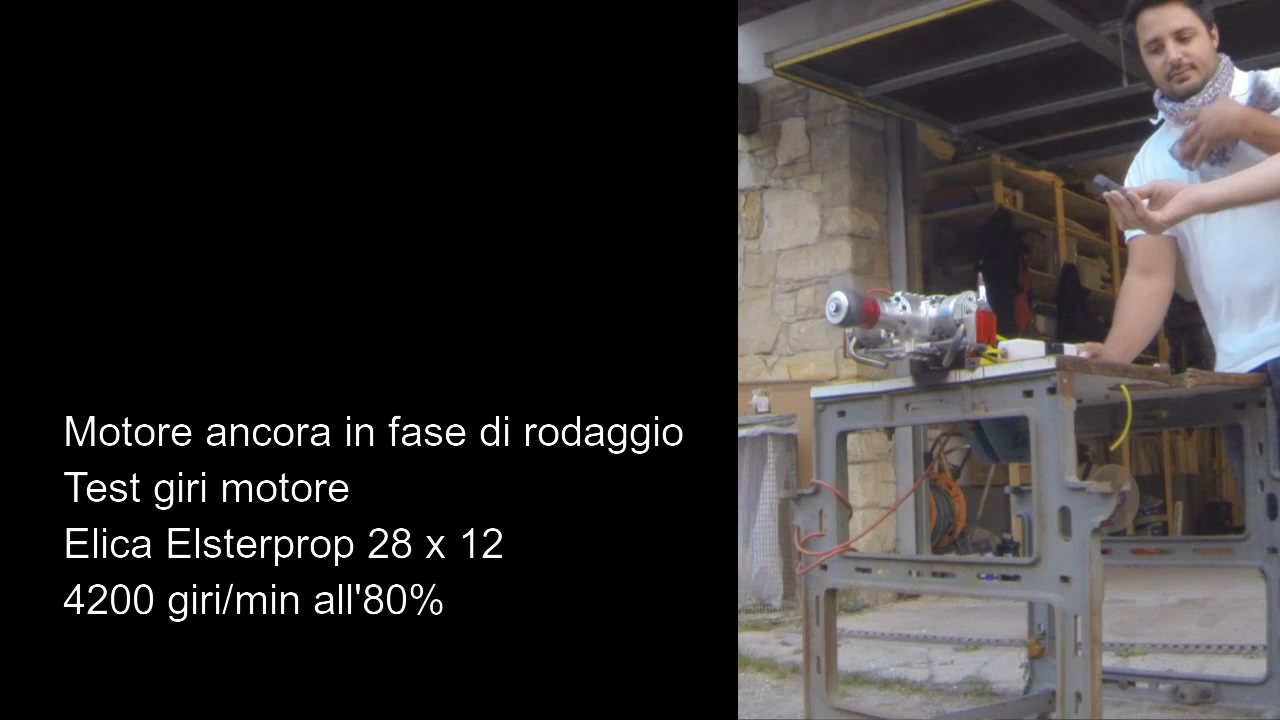 Motore ancora in fase di rodaggio
Test giri motore
Elica Elsterprop 28 x 12
4200 giri/min all'80%